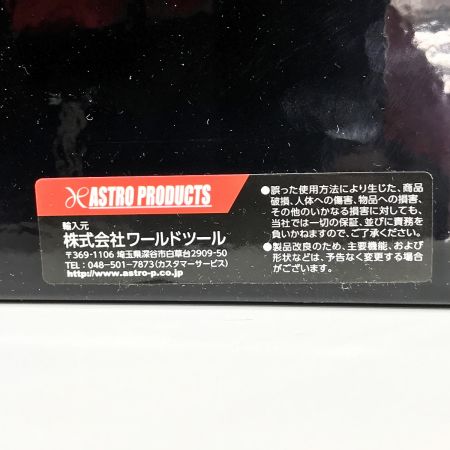 ASTRO PRODUCTS
輸入元
株式会社ワールドツール
〒369-1106 埼玉県深谷市白草台2909-50
TEL : 048-501-7873(カスタマーサービス)
http://www.astro-p.co.jp
●誤った使用方法により生じた、商品
破損、人体への傷害、物品への損害、
その他のいかなる損害に対しても、
当社では一切の保証、並びに責務を
負いかねますので、ご了承ください。
●製品改良のため、主要機能、および
形状などは、予告なく変更する場合
がございます。